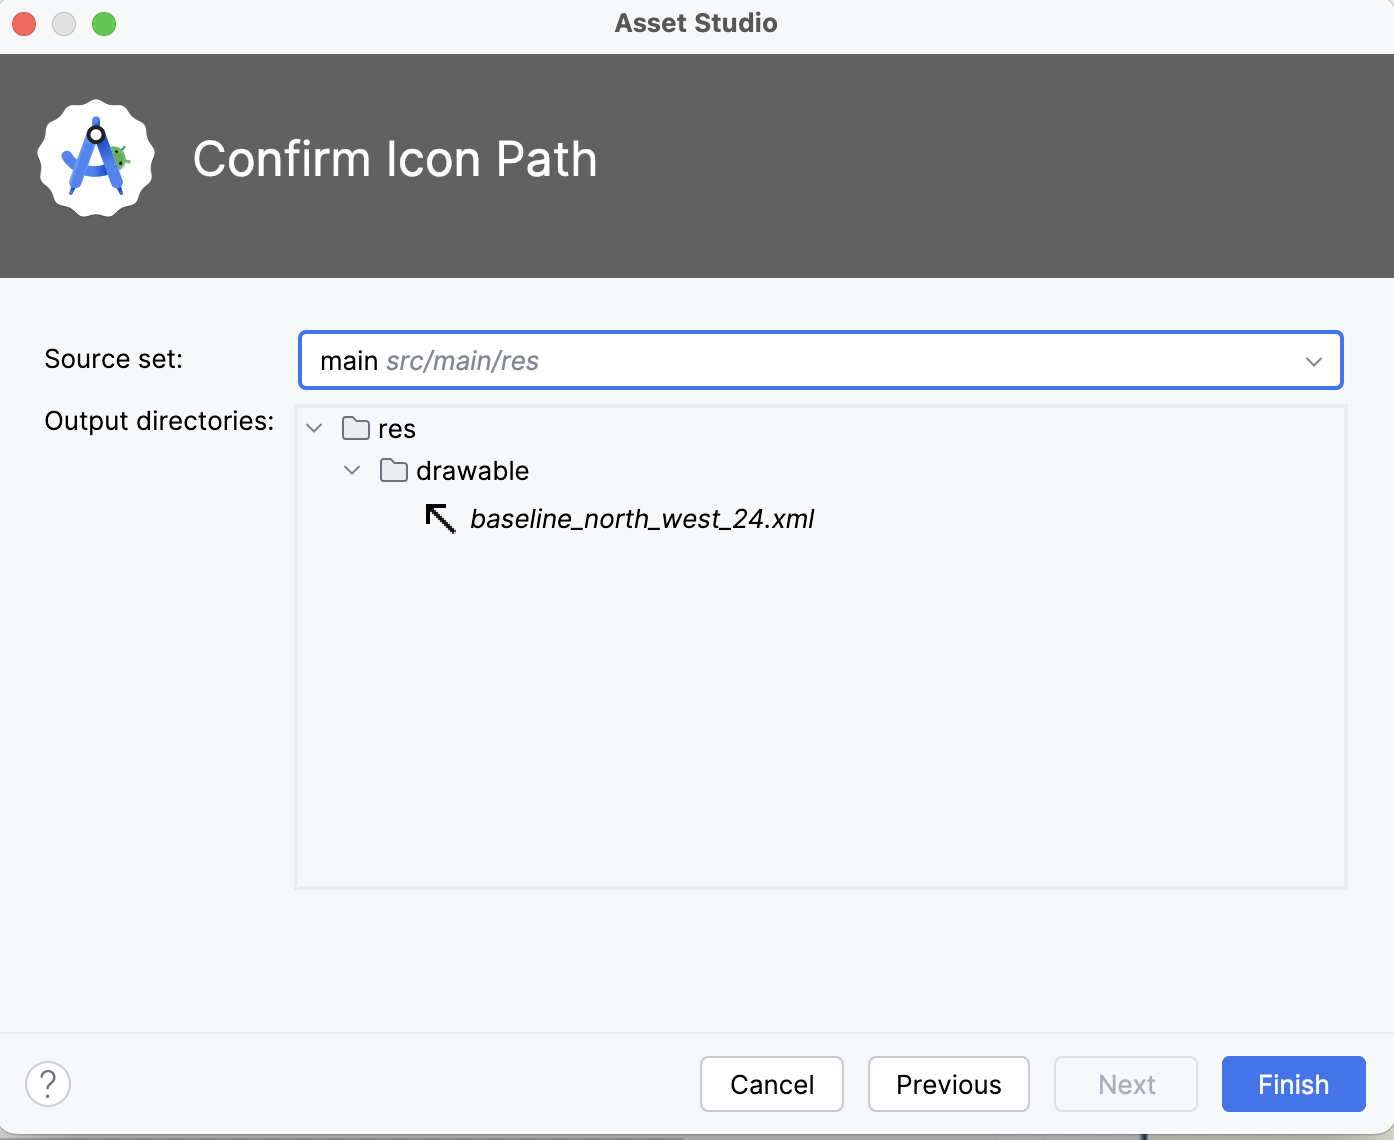 Asset Studio
Confirm Icon Path
Source set:
main src/main/res
Output directories:
res
drawable
baseline_north_west_24.xml
?
Cancel
Previous
Next
Finish